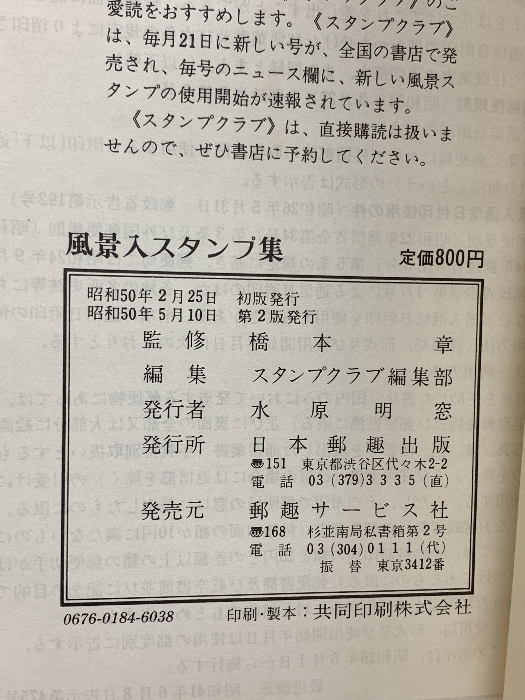 愛読をおすすめします。《スタンプクラブ》
は、毎月21日に新しい号が、全国の書店で発
売され、毎号のニュース欄に、新しい風景ス
タンプの使用開始が速報されています。
《スタンプクラブ》は、直接購読は扱いま
せんので、ぜひ書店に予約してください。
風景入スタンプ集 定価800円
昭和50年2月25日 初版発行
昭和50年5月10日 第2版発行
監修 橋本章
編集 スタンプクラブ編集部
発行者 水原明窓
発行所 日本郵趣出版
〠151 東京都渋谷区代々木2-2
電話 03(379)3335(直)
発売元 郵趣サービス社
〠168 杉並南局私書箱第2号
電話 03(304)0111(代)
振替 東京3412番
0676-0184-6038 印刷・製本：共同印刷株式会社